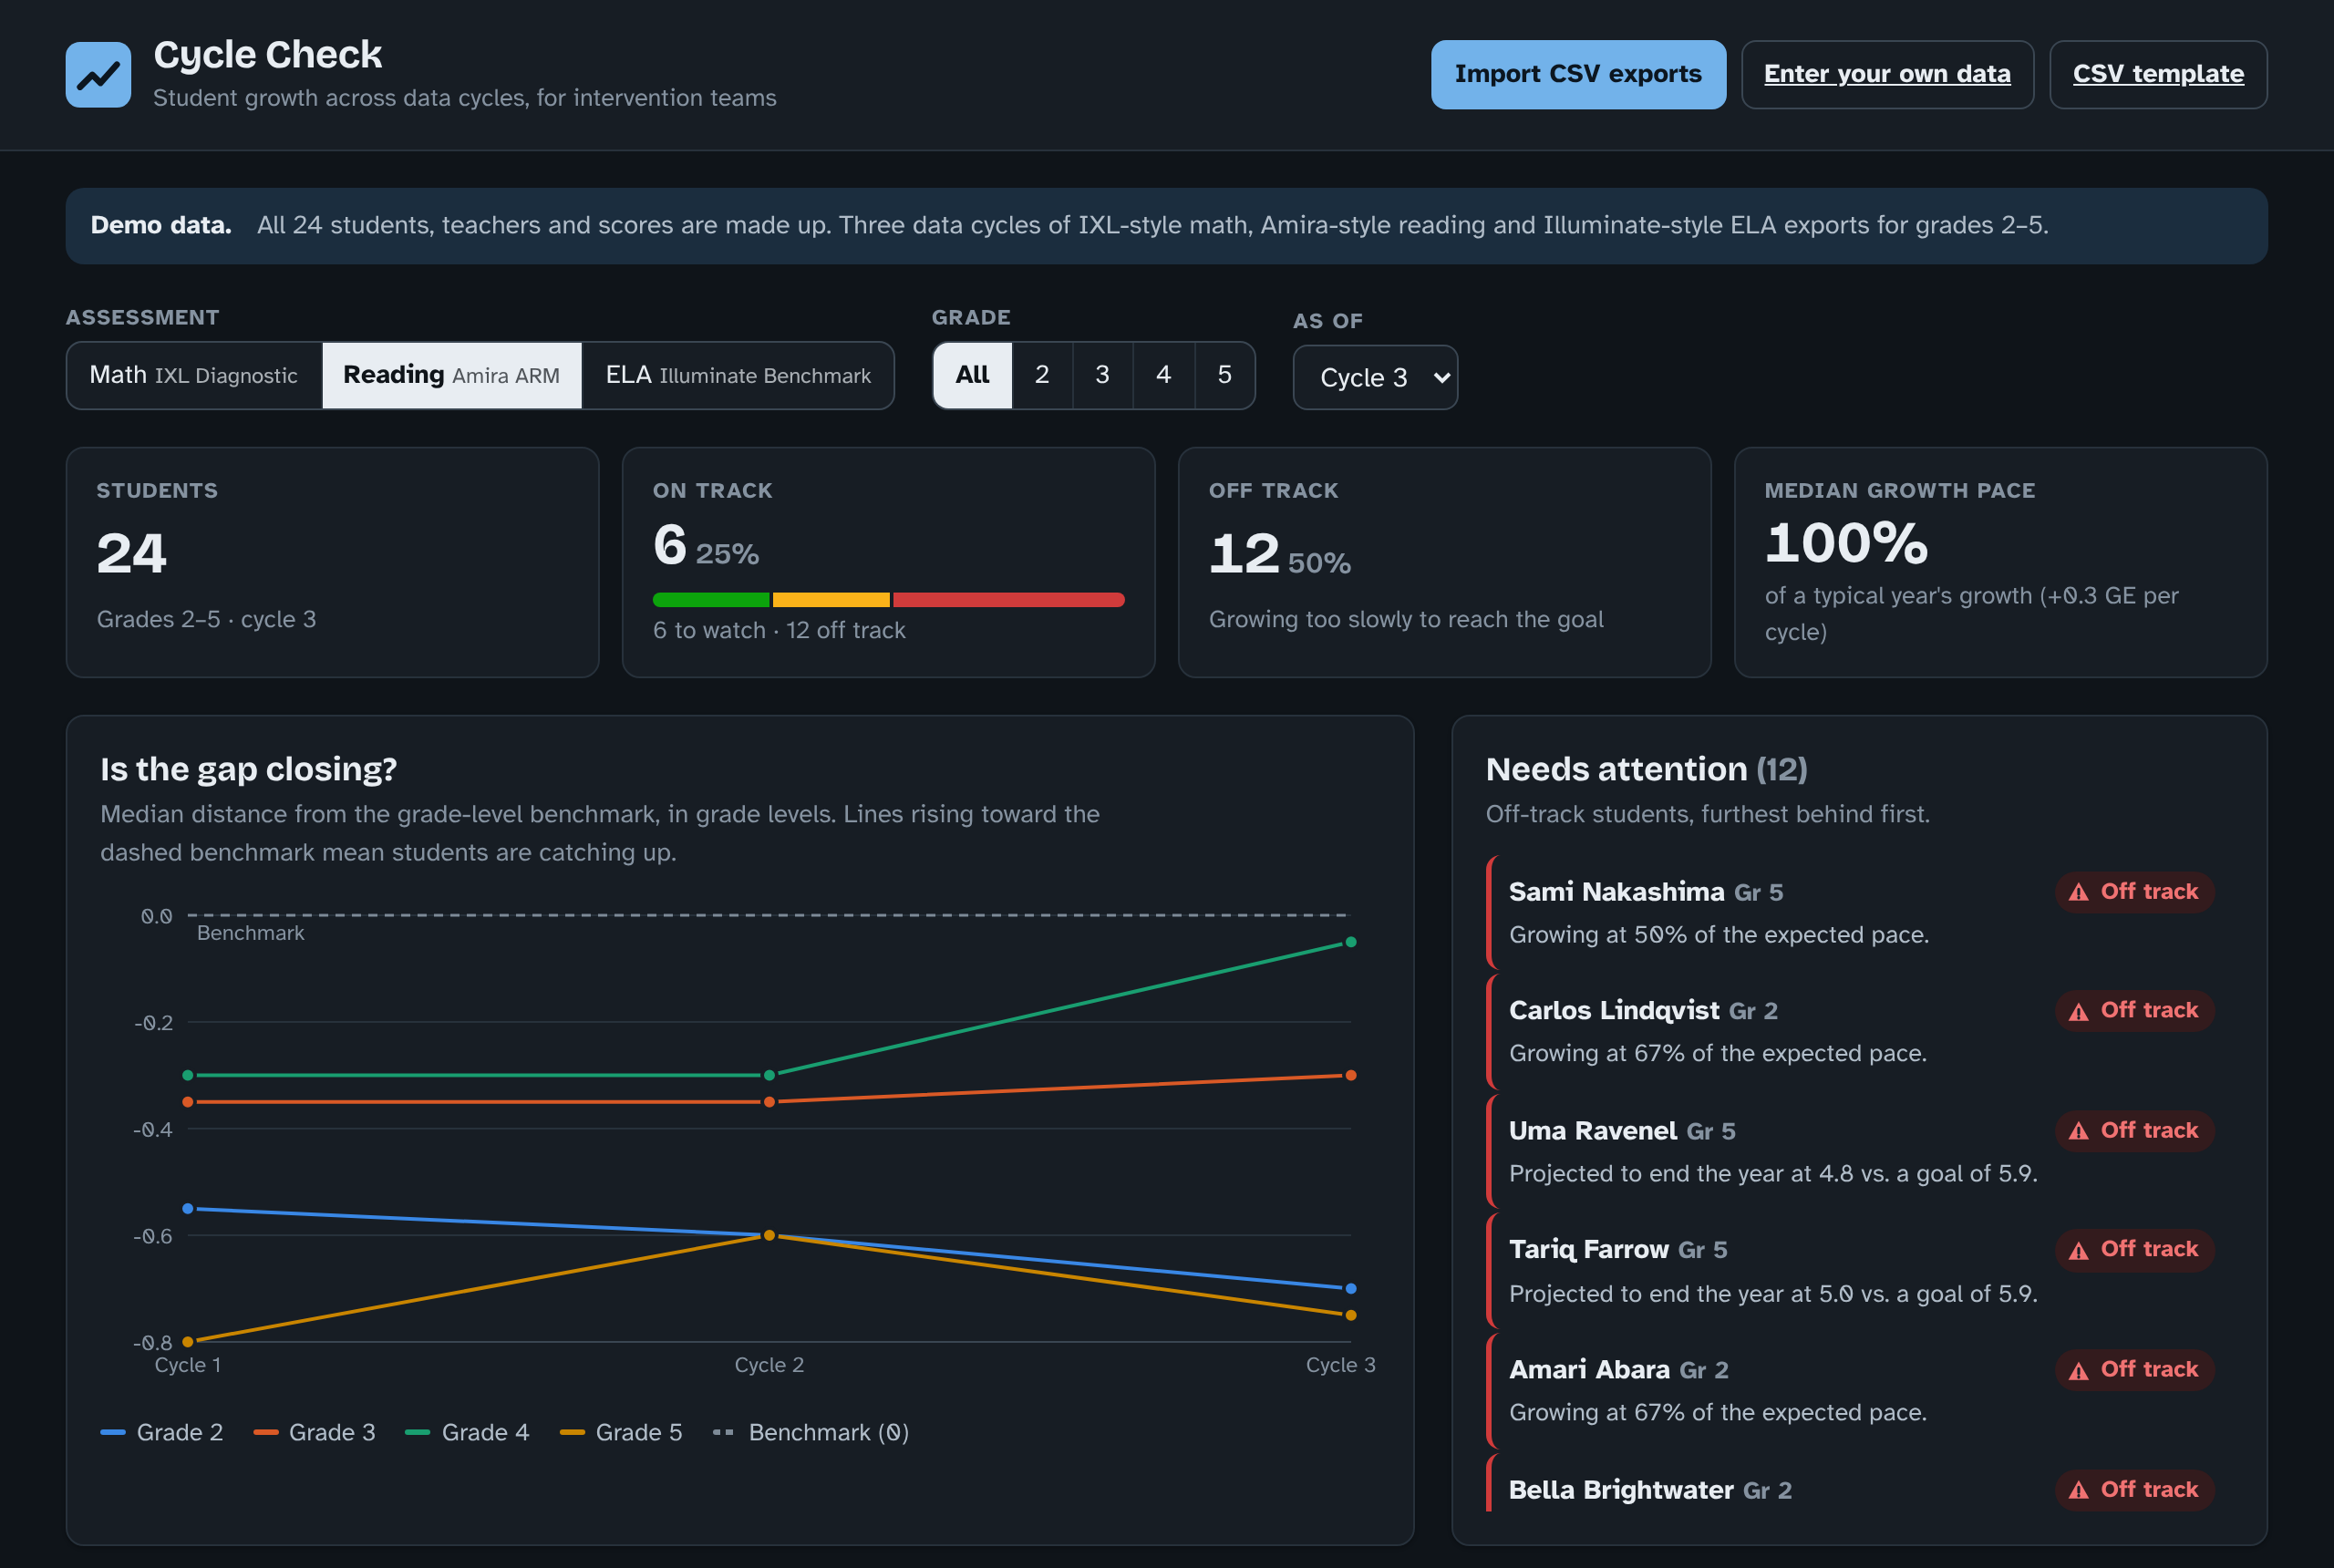 Cycle Check
Student growth across data cycles, for intervention teams
Import CSV exports
Enter your own data
CSV template
Demo data. All 24 students, teachers and scores are made up. Three data cycles of IXL-style math, Amira-style reading and Illuminate-style ELA exports for grades 2–5.
ASSESSMENT
Math IXL Diagnostic
Reading Amira ARM
ELA Illuminate Benchmark
GRADE
All
2
3
4
5
AS OF
Cycle 3
STUDENTS
24
Grades 2–5 · cycle 3
ON TRACK
6 25%
6 to watch · 12 off track
OFF TRACK
12 50%
Growing too slowly to reach the goal
MEDIAN GROWTH PACE
100%
of a typical year's growth (+0.3 GE per
cycle)
Is the gap closing?
Median distance from the grade-level benchmark, in grade levels. Lines rising toward the
dashed benchmark mean students are catching up.
0.0
Benchmark
-0.2
-0.4
-0.6
-0.8
Cycle 1
Cycle 2
Cycle 3
Grade 2
Grade 3
Grade 4
Grade 5
Benchmark (0)
Needs attention (12)
Off-track students, furthest behind first.
Sami Nakashima Gr 5
Off track
Growing at 50% of the expected pace.
Carlos Lindqvist Gr 2
Off track
Growing at 67% of the expected pace.
Uma Ravenel Gr 5
Off track
Projected to end the year at 4.8 vs. a goal of 5.9.
Tariq Farrow Gr 5
Off track
Projected to end the year at 5.0 vs. a goal of 5.9.
Amari Abara Gr 2
Off track
Growing at 67% of the expected pace.
Bella Brightwater Gr 2
Off track